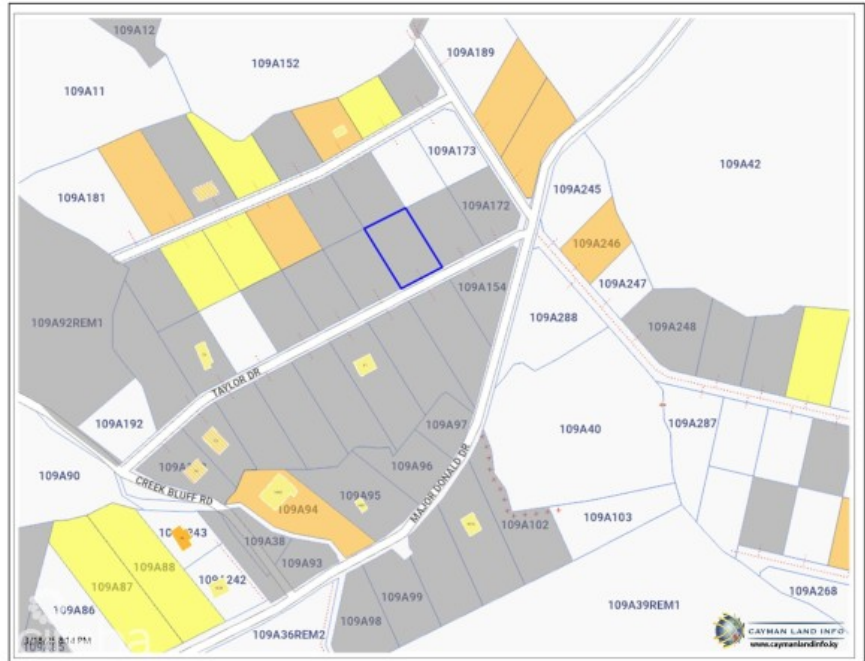 109A12
109A152
109A189
109A11
109A42
109A173
109A181
109A245
109A172
109A246
109A247
109A154
109A92REM1
109A288
109A248
TAYLOR DR
109A192
109A97
109A40
109A287
109A90
109A96
CREEK BLUFF RD
109A95
MAJOR DONALD DR
109A94
109A102
109A103
109A38
109A88
109A93
109A87
109A242
109A99
109A268
109A86
109A39REM1
109A98
109A36REM2
CAYMAN LAND INFO
www.caymanlandinfo.ky